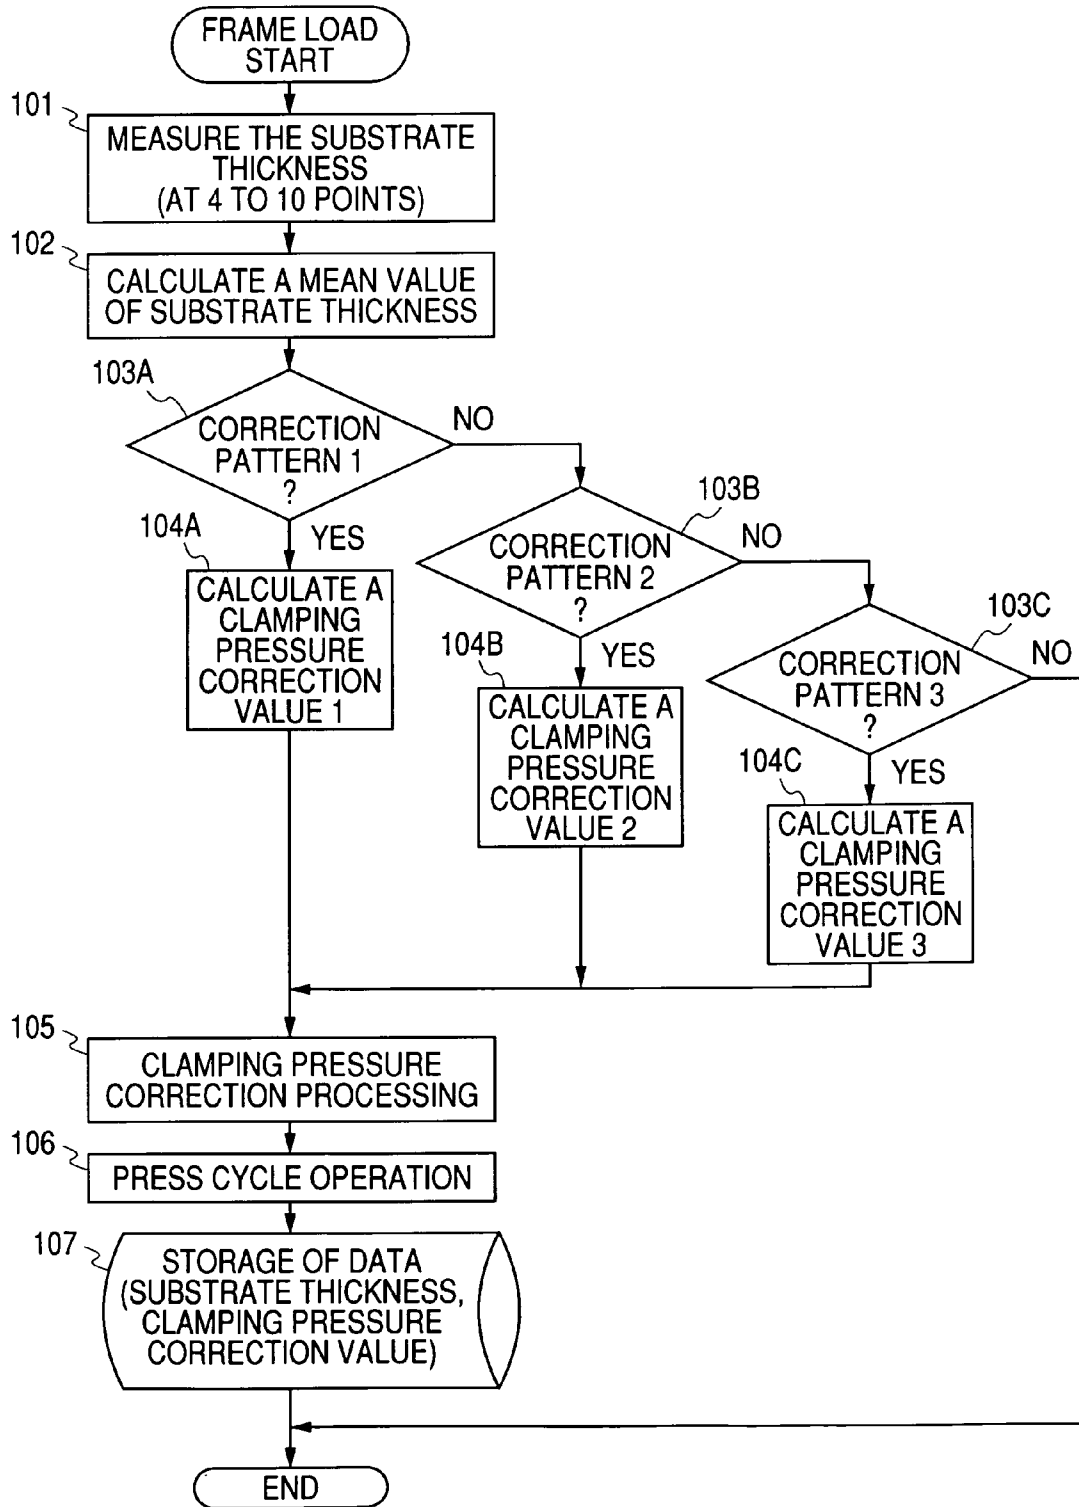 FRAME LOAD
START
101
MEASURE THE SUBSTRATE
THICKNESS
(AT 4 TO 10 POINTS)
102
CALCULATE A MEAN VALUE
OF SUBSTRATE THICKNESS
103A
CORRECTION
PATTERN 1
?
NO
YES
103B
CORRECTION
PATTERN 2
?
NO
YES
103C
CORRECTION
PATTERN 3
?
NO
YES
104A
CALCULATE A
CLAMPING
PRESSURE
CORRECTION
VALUE 1
104B
CALCULATE A
CLAMPING
PRESSURE
CORRECTION
VALUE 2
104C
CALCULATE A
CLAMPING
PRESSURE
CORRECTION
VALUE 3
105
CLAMPING PRESSURE
CORRECTION PROCESSING
106
PRESS CYCLE OPERATION
107
STORAGE OF DATA
(SUBSTRATE THICKNESS,
CLAMPING PRESSURE
CORRECTION VALUE)
END